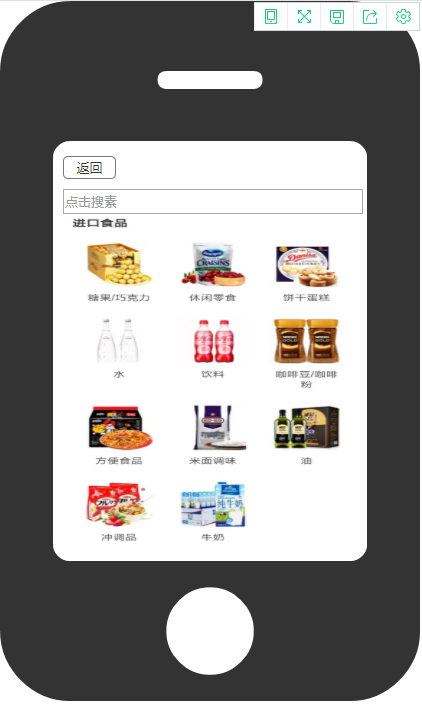 返回
点击搜素
进口食品
糖果/巧克力
休闲零食
饼干蛋糕
水
饮料
咖啡豆/咖啡
粉
方便食品
米面调味
油
冲调品
牛奶